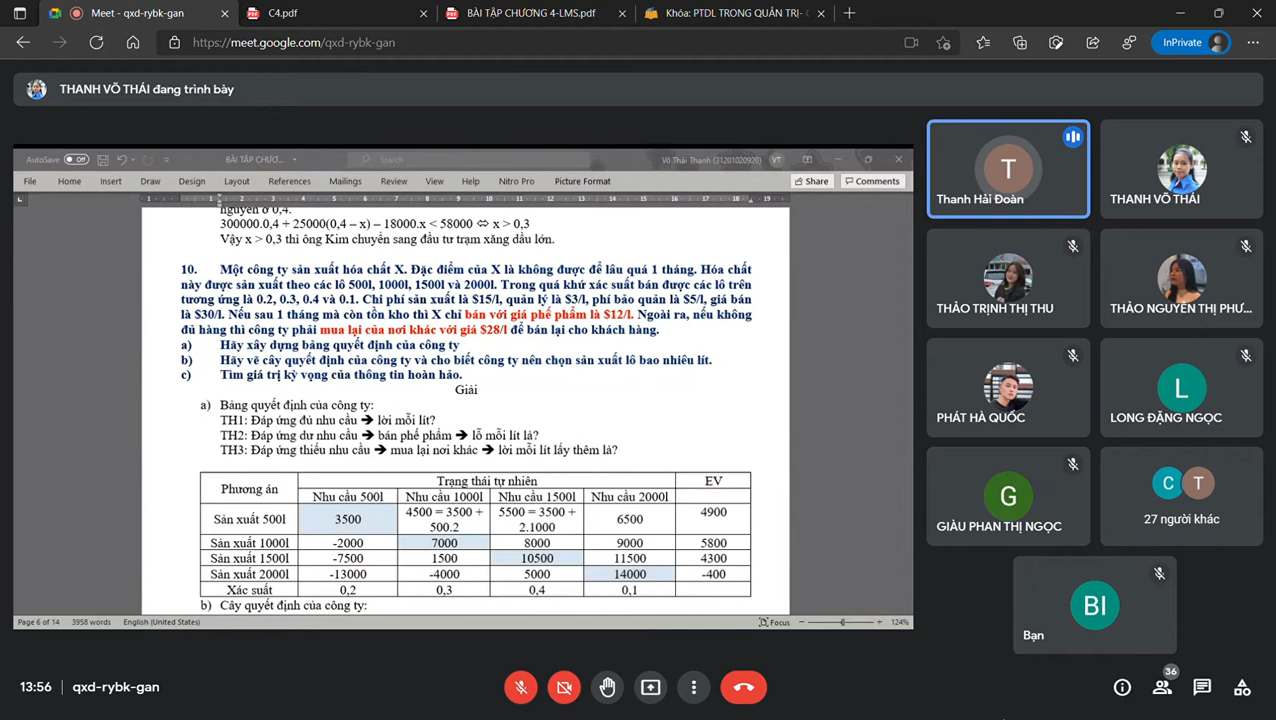 Meet - qxd-rybk-gan
C4.pdf
BÀI TẬP CHƯƠNG 4-LMS.pdf
Khóa: PTDL TRONG QUẢN TRỊ- C
https://meet.google.com/qxd-rybk-gan
InPrivate
THANH VÕ THÁI đang trình bày
AutoSave Off
BÀI TẬP CHƯƠ...
Search
Võ Thái Thanh (31201020920)
VT
File Home Insert Draw Design Layout References Mailings Review View Help Nitro Pro Picture Format Share Comments
nguyên ở 0,4.
300000.0,4 + 25000(0,4 – x) – 18000.x < 58000 ⇔ x > 0,3
Vậy x > 0,3 thì ông Kim chuyển sang đầu tư trạm xăng dầu lớn.
10. Một công ty sản xuất hóa chất X. Đặc điểm của X là không được để lâu quá 1 tháng. Hóa chất
này được sản xuất theo các lô 500l, 1000l, 1500l và 2000l. Trong quá khứ xác suất bán được các lô trên
tương ứng là 0.2, 0.3, 0.4 và 0.1. Chi phí sản xuất là $15/l, quản lý là $3/l, phí bảo quản là $5/l, giá bán
là $30/l. Nếu sau 1 tháng mà còn tồn kho thì X chỉ bán với giá phế phẩm là $12/l. Ngoài ra, nếu không
đủ hàng thì công ty phải mua lại của nơi khác với giá $28/l để bán lại cho khách hàng.
a) Hãy xây dựng bảng quyết định của công ty
b) Hãy vẽ cây quyết định của công ty và cho biết công ty nên chọn sản xuất lô bao nhiêu lít.
c) Tìm giá trị kỳ vọng của thông tin hoàn hảo.
Giải
a) Bảng quyết định của công ty:
TH1: Đáp ứng đủ nhu cầu ➔ lời mỗi lít?
TH2: Đáp ứng dư nhu cầu ➔ bán phế phẩm ➔ lỗ mỗi lít là?
TH3: Đáp ứng thiếu nhu cầu ➔ mua lại nơi khác ➔ lời mỗi lít lấy thêm là?
Phương án Trạng thái tự nhiên EV
Nhu cầu 500l Nhu cầu 1000l Nhu cầu 1500l Nhu cầu 2000l
Sản xuất 500l 3500 4500 = 3500 + 500.2 5500 = 3500 + 2.1000 6500 4900
Sản xuất 1000l -2000 7000 8000 9000 5800
Sản xuất 1500l -7500 1500 10500 11500 4300
Sản xuất 2000l -13000 -4000 5000 14000 -400
Xác suất 0,2 0,3 0,4 0,1
b) Cây quyết định của công ty:
Page 6 of 14 3958 words English (United States) Focus 124%
T
Thanh Hải Đoàn
THANH VÕ THÁI
THẢO TRỊNH THỊ THU
THẢO NGUYỄN THỊ PHƯ...
PHÁT HÀ QUỐC
L
LONG ĐẶNG NGỌC
G
GIÀU PHAN THỊ NGỌC
C T
27 người khác
BI
Bạn
13:56 qxd-rybk-gan
36